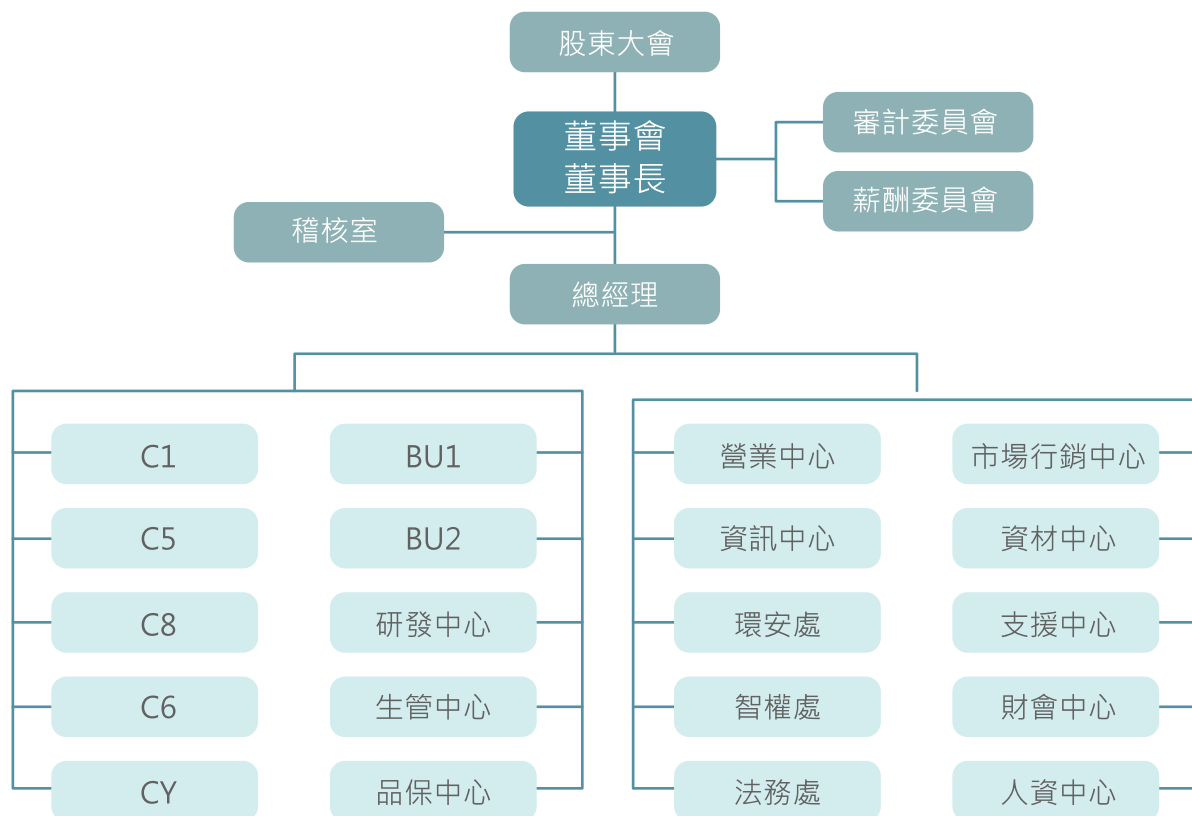 股東大會
董事會
董事長
審計委員會
薪酬委員會
稽核室
總經理
C1
BU1
營業中心
市場行銷中心
C5
BU2
資訊中心
資材中心
C8
研發中心
環安處
支援中心
C6
生管中心
智權處
財會中心
CY
品保中心
法務處
人資中心